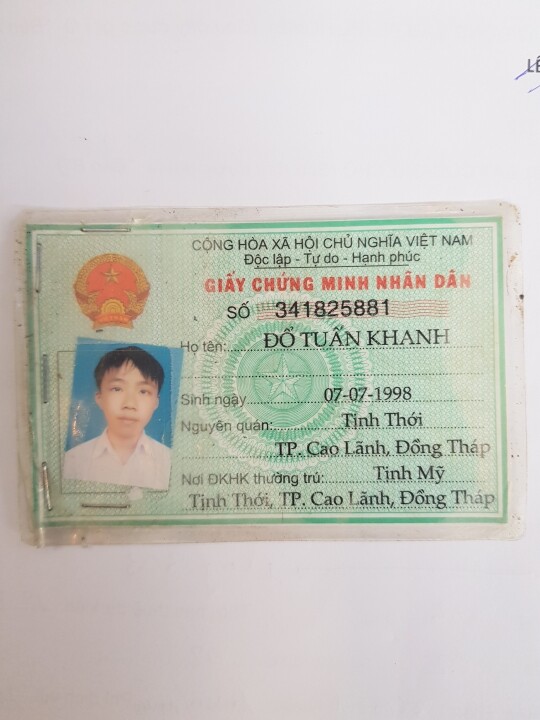 LÊ
CỘNG HÒA XÃ HỘI CHỦ NGHĨA VIỆT NAM
Độc lập - Tự do - Hạnh phúc
GIẤY CHỨNG MINH NHÂN DÂN
SỐ 341825881
Họ tên: ĐỔ TUẤN KHANH
Sinh ngày 07-07-1998
Nguyên quán: Tịnh Thới
TP. Cao Lãnh, Đồng Tháp
Nơi ĐKHK thường trú: Tịnh Mỹ
Tịnh Thới, TP. Cao Lãnh, Đồng Tháp